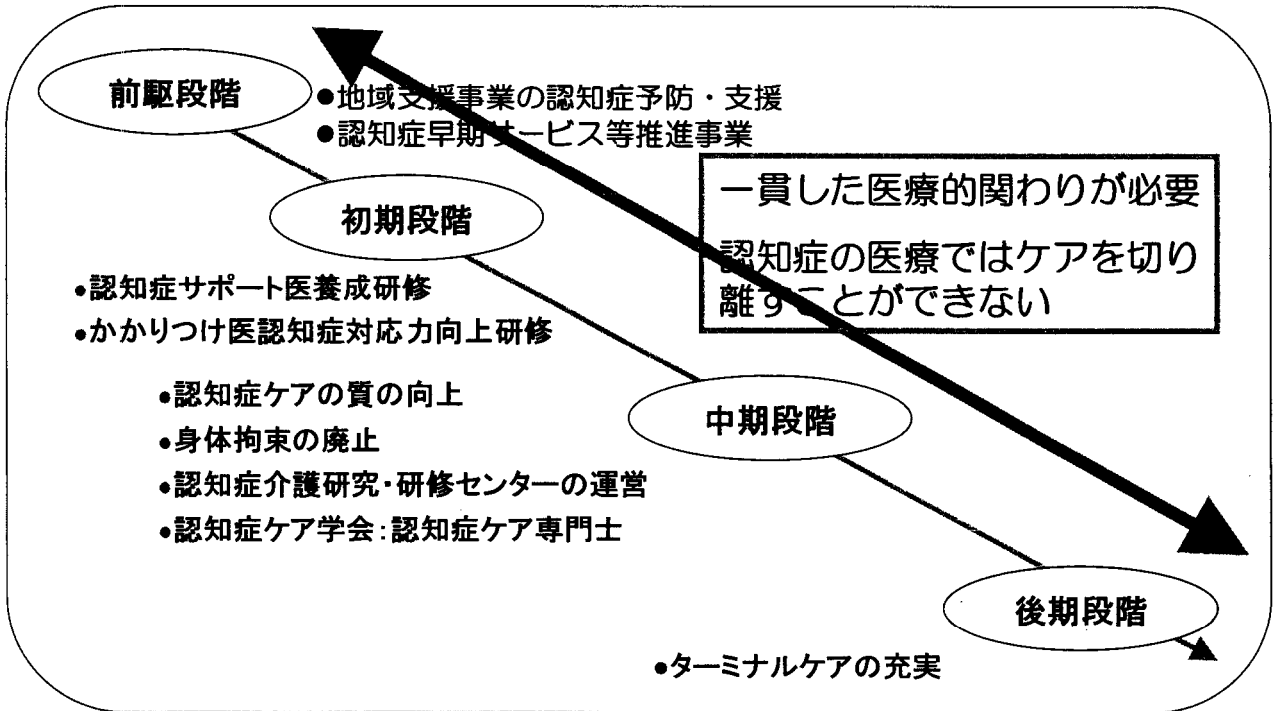 前駆段階
●地域支援事業の認知症予防・支援
●認知症早期サービス等推進事業
一貫した医療的関わりが必要
認知症の医療ではケアを切り
離すことができない
初期段階
●認知症サポート医養成研修
●かかりつけ医認知症対応力向上研修
●認知症ケアの質の向上
●身体拘束の廃止
●認知症介護研究・研修センターの運営
●認知症ケア学会：認知症ケア専門士
中期段階
後期段階
●ターミナルケアの充実